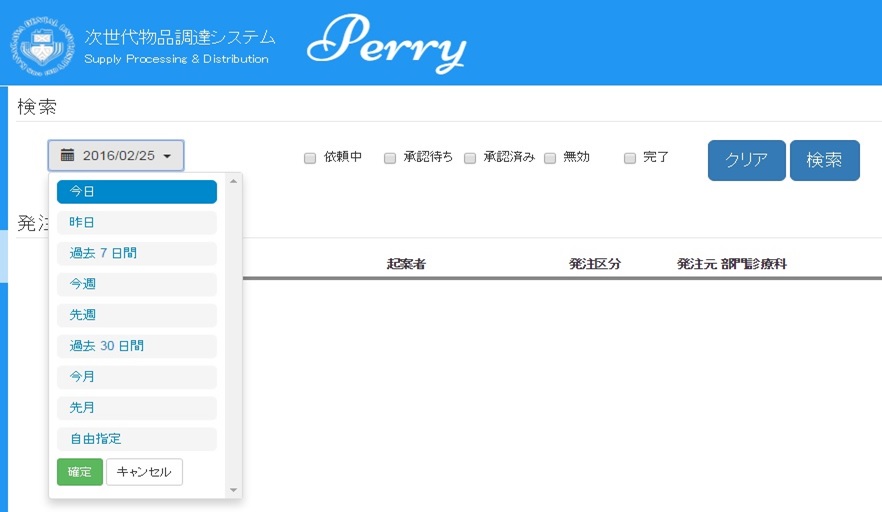 次世代物品調達システム
Supply Processing & Distribution
Perry
検索
2016/02/25
依頼中
承認待ち
承認済み
無効
完了
クリア
検索
今日
昨日
過去 7 日間
今週
先週
過去 30 日間
今月
先月
自由指定
確定
キャンセル
発注
起案者
発注区分
発注元 部門診療科